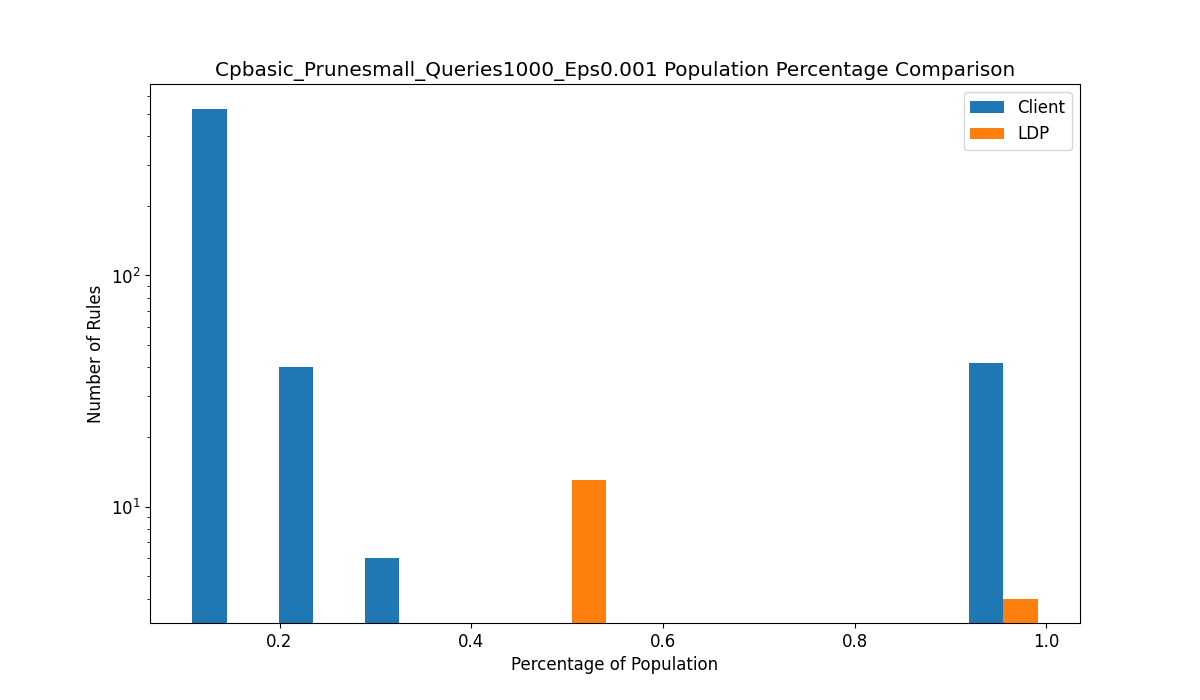 Cpbasic_Prunesmall_Queries1000_Eps0.001 Population Percentage Comparison
Client
LDP
Number of Rules
10²
10¹
0.2 0.4 0.6 0.8 1.0
Percentage of Population